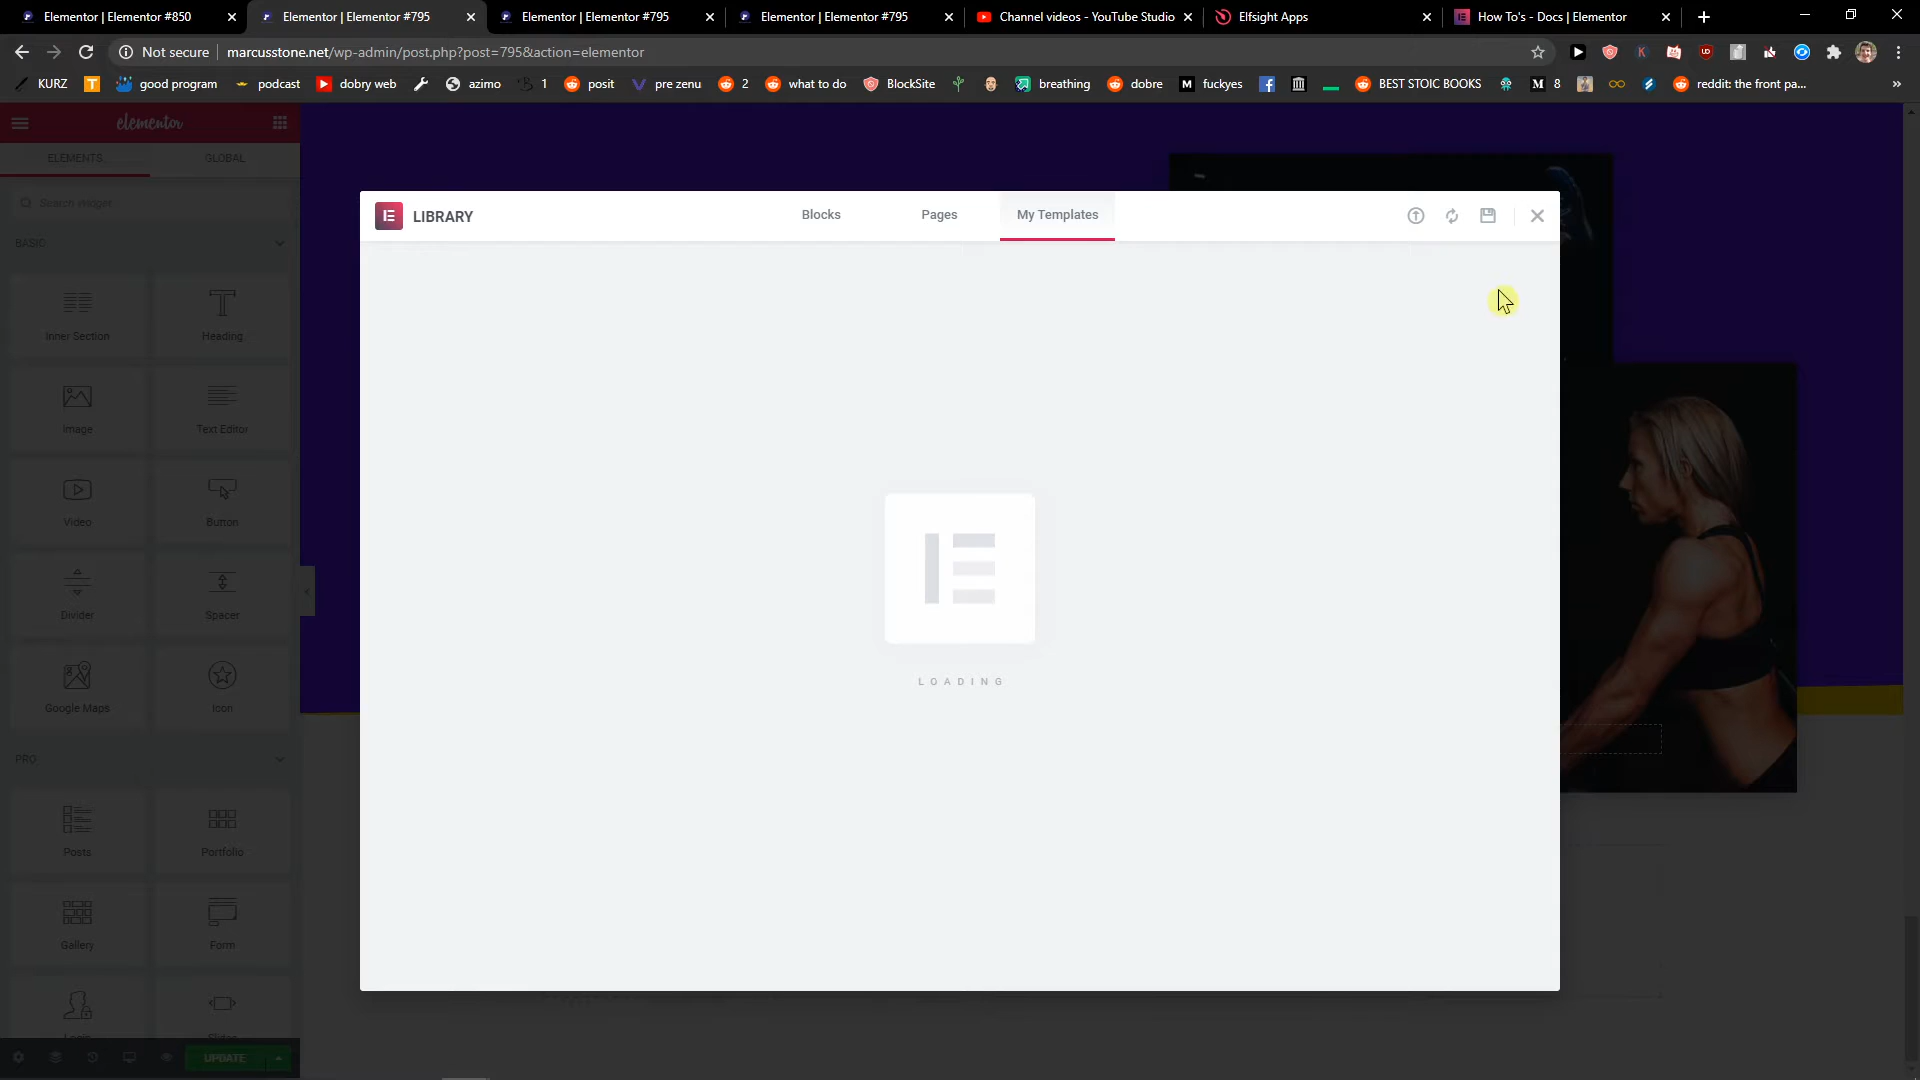 Elementor | Elementor #850
Elementor | Elementor #795
Elementor | Elementor #795
Elementor | Elementor #795
Channel videos - YouTube Studio
Elfsight Apps
How To's - Docs | Elementor
Not secure
marcusstone.net/wp-admin/post.php?post=795&action=elementor
KURZ
good program
podcast
dobry web
azimo
1
posit
pre zenu
2
what to do
BlockSite
breathing
dobre
fuckyes
BEST STOIC BOOKS
8
reddit: the front pa...
elementor
ELEMENTS
GLOBAL
Search Widget...
BASIC
Inner Section
Heading
Image
Text Editor
Video
Button
Divider
Spacer
Google Maps
Icon
PRO
Posts
Portfolio
Gallery
Form
UPDATE
LIBRARY
Blocks
Pages
My Templates
LOADING